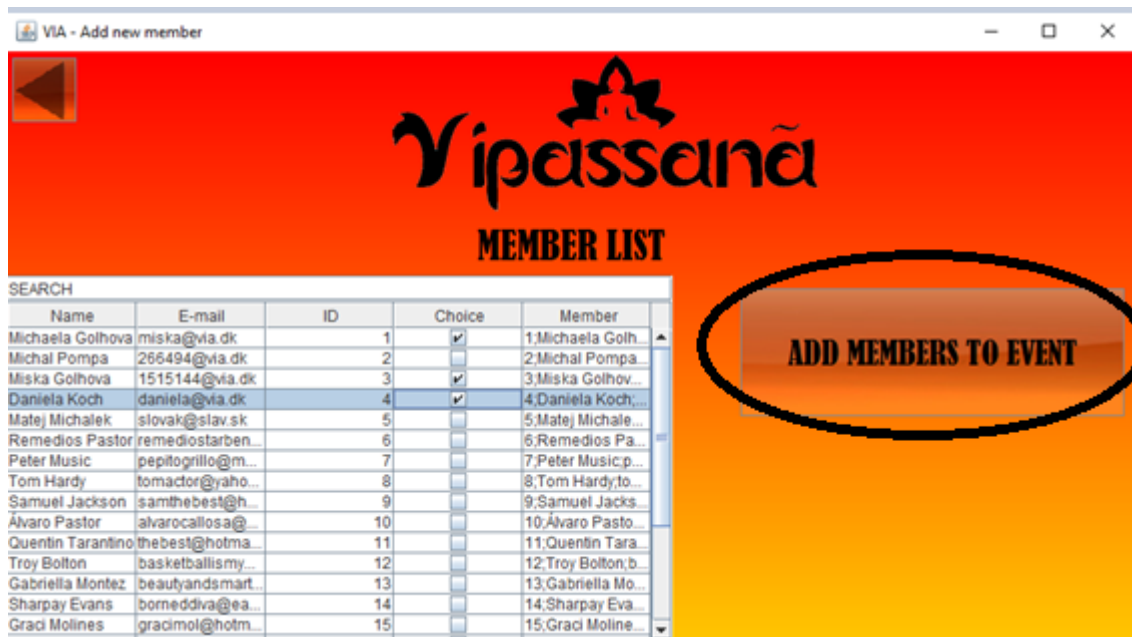 VIA - Add new member
Vipassanã
MEMBER LIST
SEARCH
Name E-mail ID Choice Member
Michaela Golhova miska@via.dk 1 1;Michaela Golh...
Michal Pompa 266494@via.dk 2 2;Michal Pompa...
Miska Golhova 1515144@via.dk 3 3;Miska Golhov...
Daniela Koch daniela@via.dk 4 4;Daniela Koch;...
Matej Michalek slovak@slav.sk 5 5;Matej Michale...
Remedios Pastor remediostarben... 6 6;Remedios Pa...
Peter Music pepitogrillo@m... 7 7;Peter Music;p...
Tom Hardy tomactor@yaho... 8 8;Tom Hardy;to...
Samuel Jackson samthebest@h... 9 9;Samuel Jacks...
Álvaro Pastor alvarocallosa@... 10 10;Álvaro Pasto...
Quentin Tarantino thebest@hotma... 11 11;Quentin Tara...
Troy Bolton basketballismy... 12 12;Troy Bolton;b...
Gabriella Montez beautyandsmart... 13 13;Gabriella Mo...
Sharpay Evans borneddiva@ea... 14 14;Sharpay Eva...
Graci Molines gracimol@hotm... 15 15;Graci Moline...
ADD MEMBERS TO EVENT